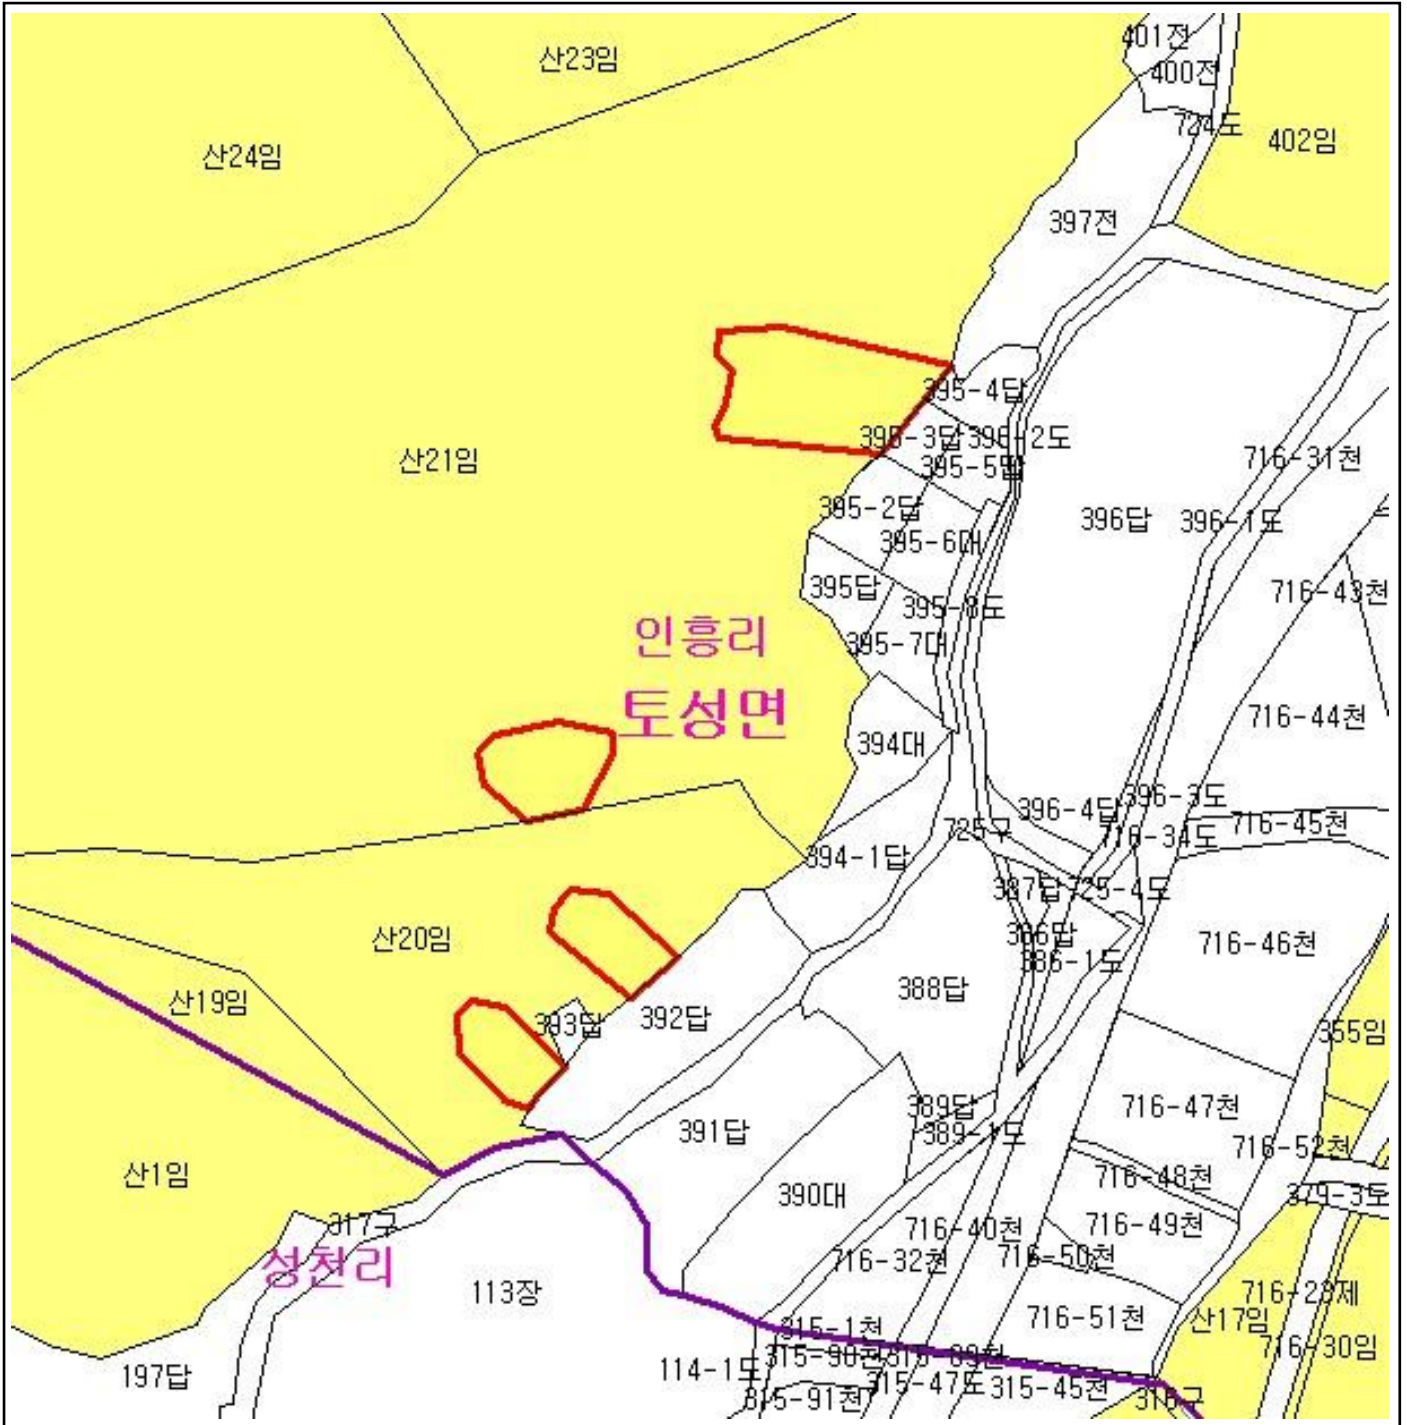 401전
산23임
400전
724도
402임
산24임
397전
395-4답
395-3답
396-2도
산21임
395-5답
716-31천
395-2답
396답
396-1도
395-6대
395답
716-43천
395-8도
인흥리
395-7대
토성면
716-44천
394대
396-3도
396-4답
716-45천
725구
716-34도
394-1답
387답
725-4도
산20임
386답
716-46천
386-1도
388답
산19임
393답
392답
355임
389답
716-47천
391답
389-1도
716-52천
산1임
716-48천
390대
379-3도
317구
716-40천
716-49천
성천리
716-32천
716-50천
113장
716-23제
716-51천
산17임
315-1천
716-30임
315-90천
315-89천
197답
114-1도
315-91천
315-47도
315-45천
316구